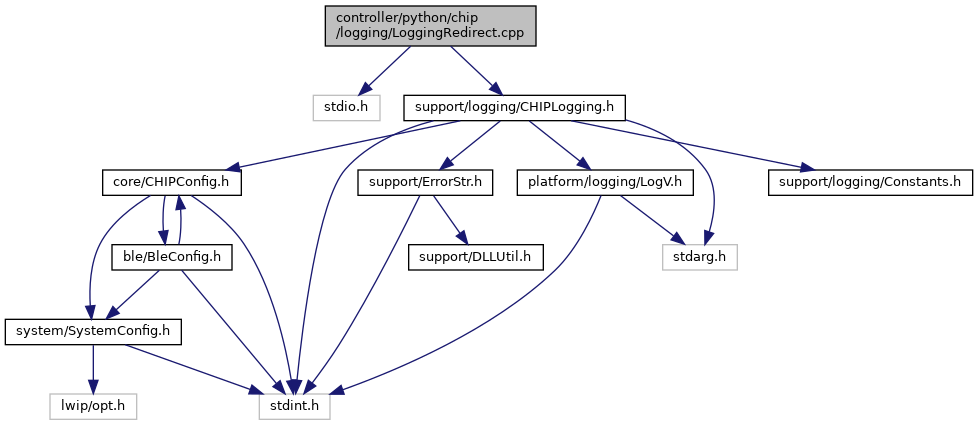 controller/python/chip
/logging/LoggingRedirect.cpp
stdio.h
support/logging/CHIPLogging.h
core/CHIPConfig.h
support/ErrorStr.h
platform/logging/LogV.h
support/logging/Constants.h
ble/BleConfig.h
support/DLLUtil.h
stdarg.h
system/SystemConfig.h
lwip/opt.h
stdint.h